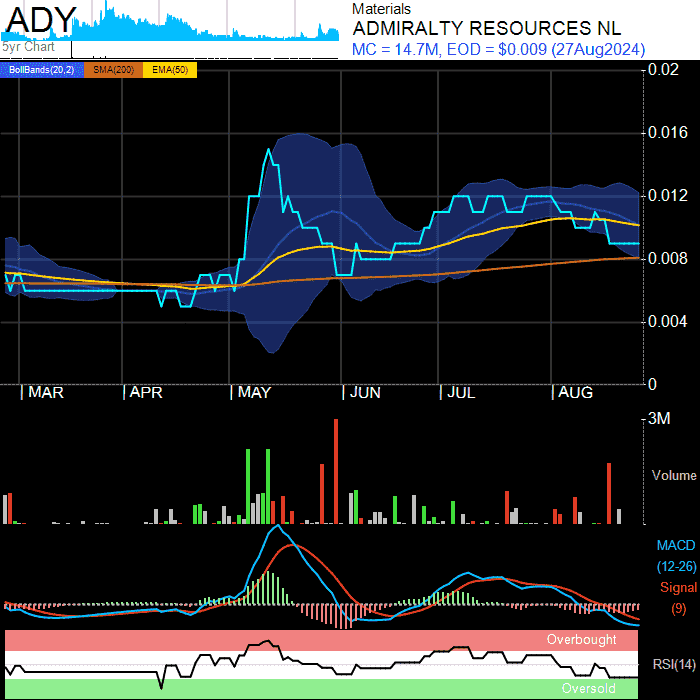 ADY
5yr Chart
Materials
ADMIRALTY RESOURCES NL
MC = 14.7M, EOD = $0.009 (27Aug2024)
BollBands(20,2) SMA(200) EMA(50)
0.02
0.016
0.012
0.008
0.004
0
| MAR | APR | MAY | JUN | JUL | AUG
3M
Volume
MACD
(12-26)
Signal
(9)
Overbought
RSI(14)
Oversold